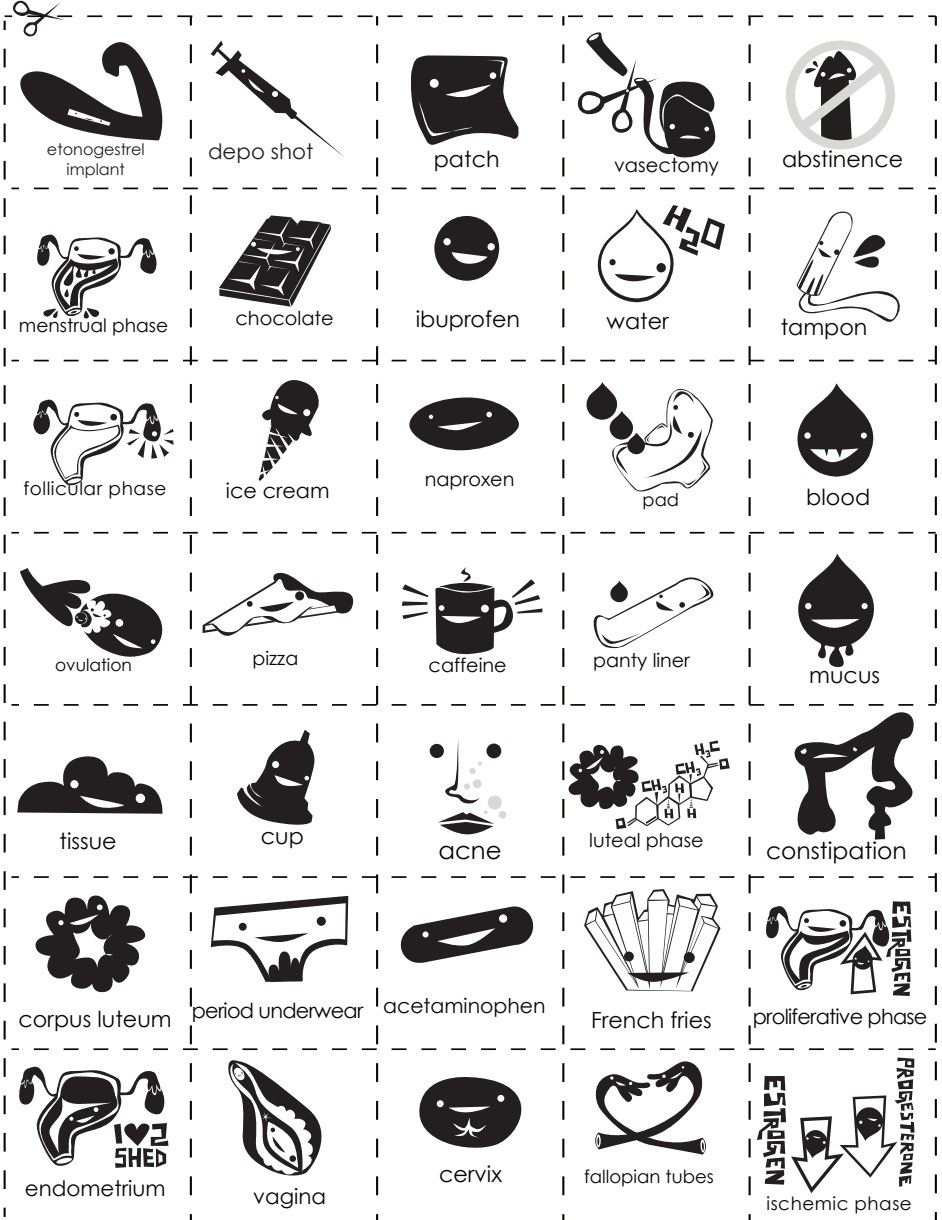 etonogestrel
implant
depo shot
patch
vasectomy
abstinence
menstrual phase
chocolate
ibuprofen
H2O
water
tampon
follicular phase
ice cream
naproxen
pad
blood
ovulation
pizza
caffeine
panty liner
mucus
tissue
cup
acne
H3C
CH3
O
CH3
H
H
H
O
luteal phase
constipation
corpus luteum
period underwear
acetaminophen
French fries
ESTROGEN
proliferative phase
I♥2
SHED
endometrium
vagina
cervix
fallopian tubes
ESTROGEN
PROGESTERONE
ischemic phase